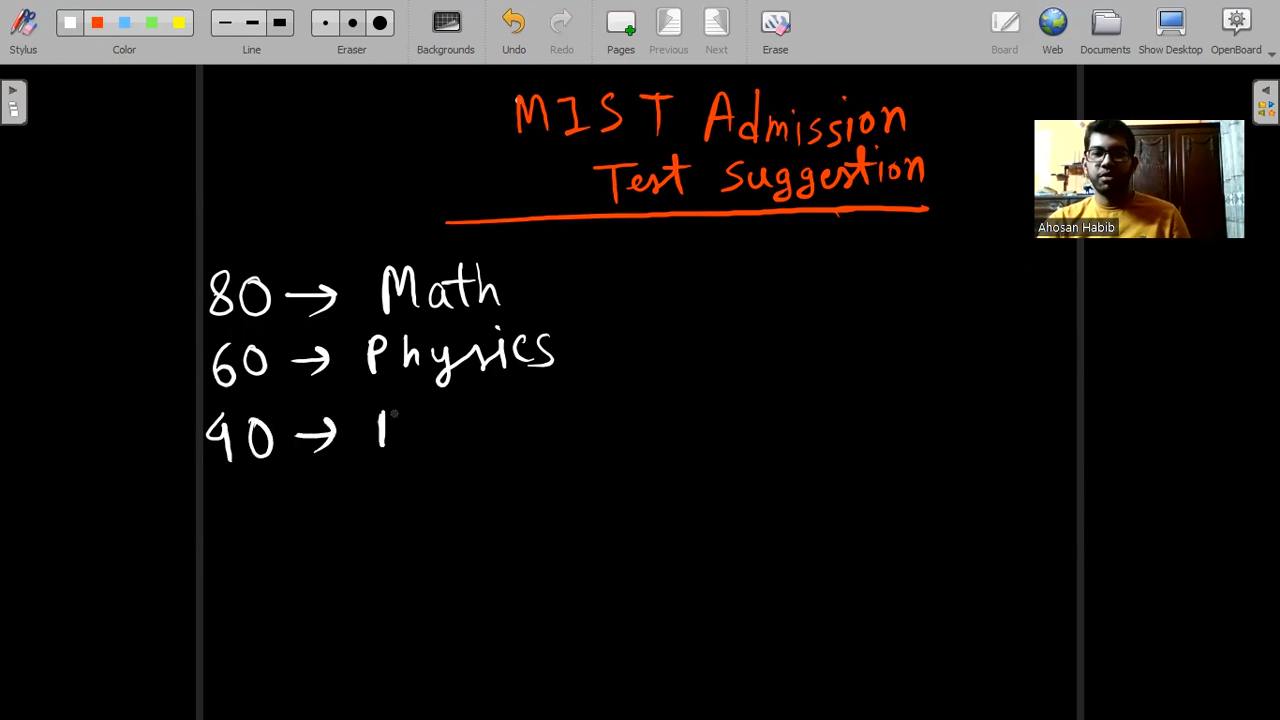 Stylus
Color
Line
Eraser
Backgrounds
Undo
Redo
Pages
Previous
Next
Erase
Board
Web
Documents
Show Desktop
OpenBoard
MIST Admission
Test Suggestion
Ahosan Habib
80 → Math
60 → Physics
40 →